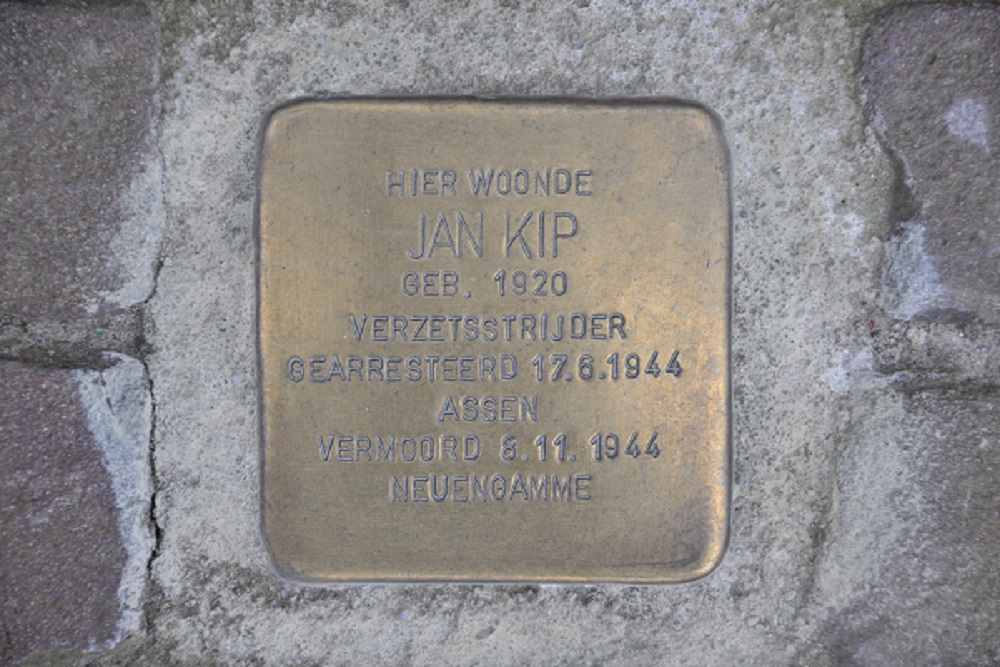 HIER WOONDE
JAN KIP
GEB. 1920
VERZETSSTRIJDER
GEARRESTEERD 17.6.1944
ASSEN
VERMOORD 8.11.1944
NEUENGAMME